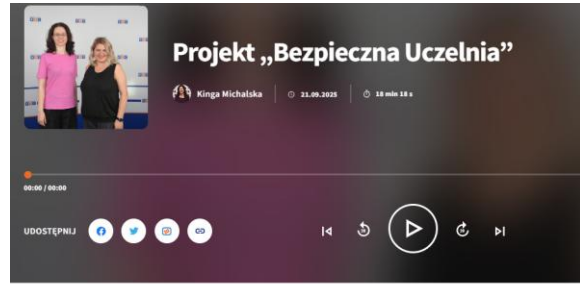 Projekt „Bezpieczna Uczelnia”
Kinga Michalska 21.09.2025 18 min 18 s
00:00 / 00:00
UDOSTĘPNIJ